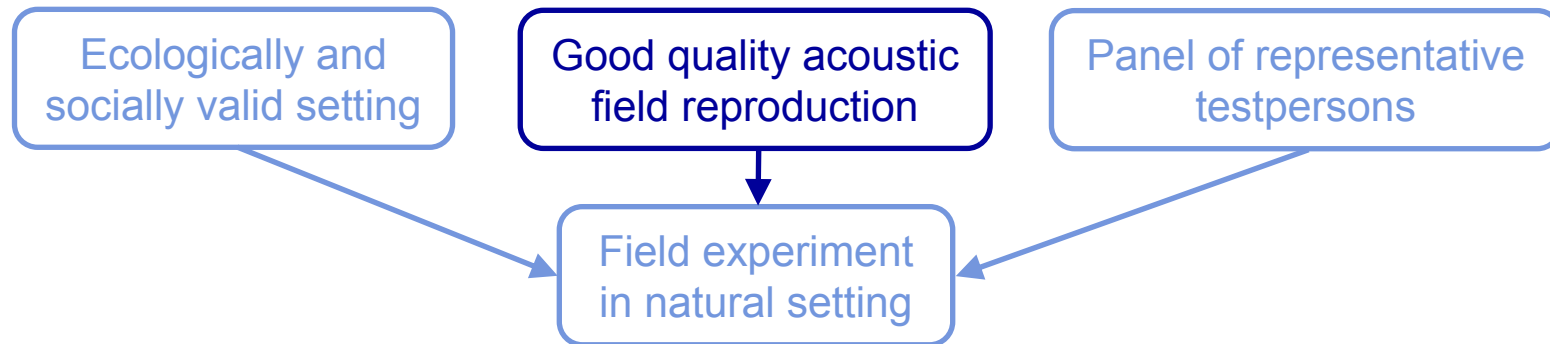 Ecologically and
socially valid setting
Good quality acoustic
field reproduction
Panel of representative
testpersons
Field experiment
in natural setting